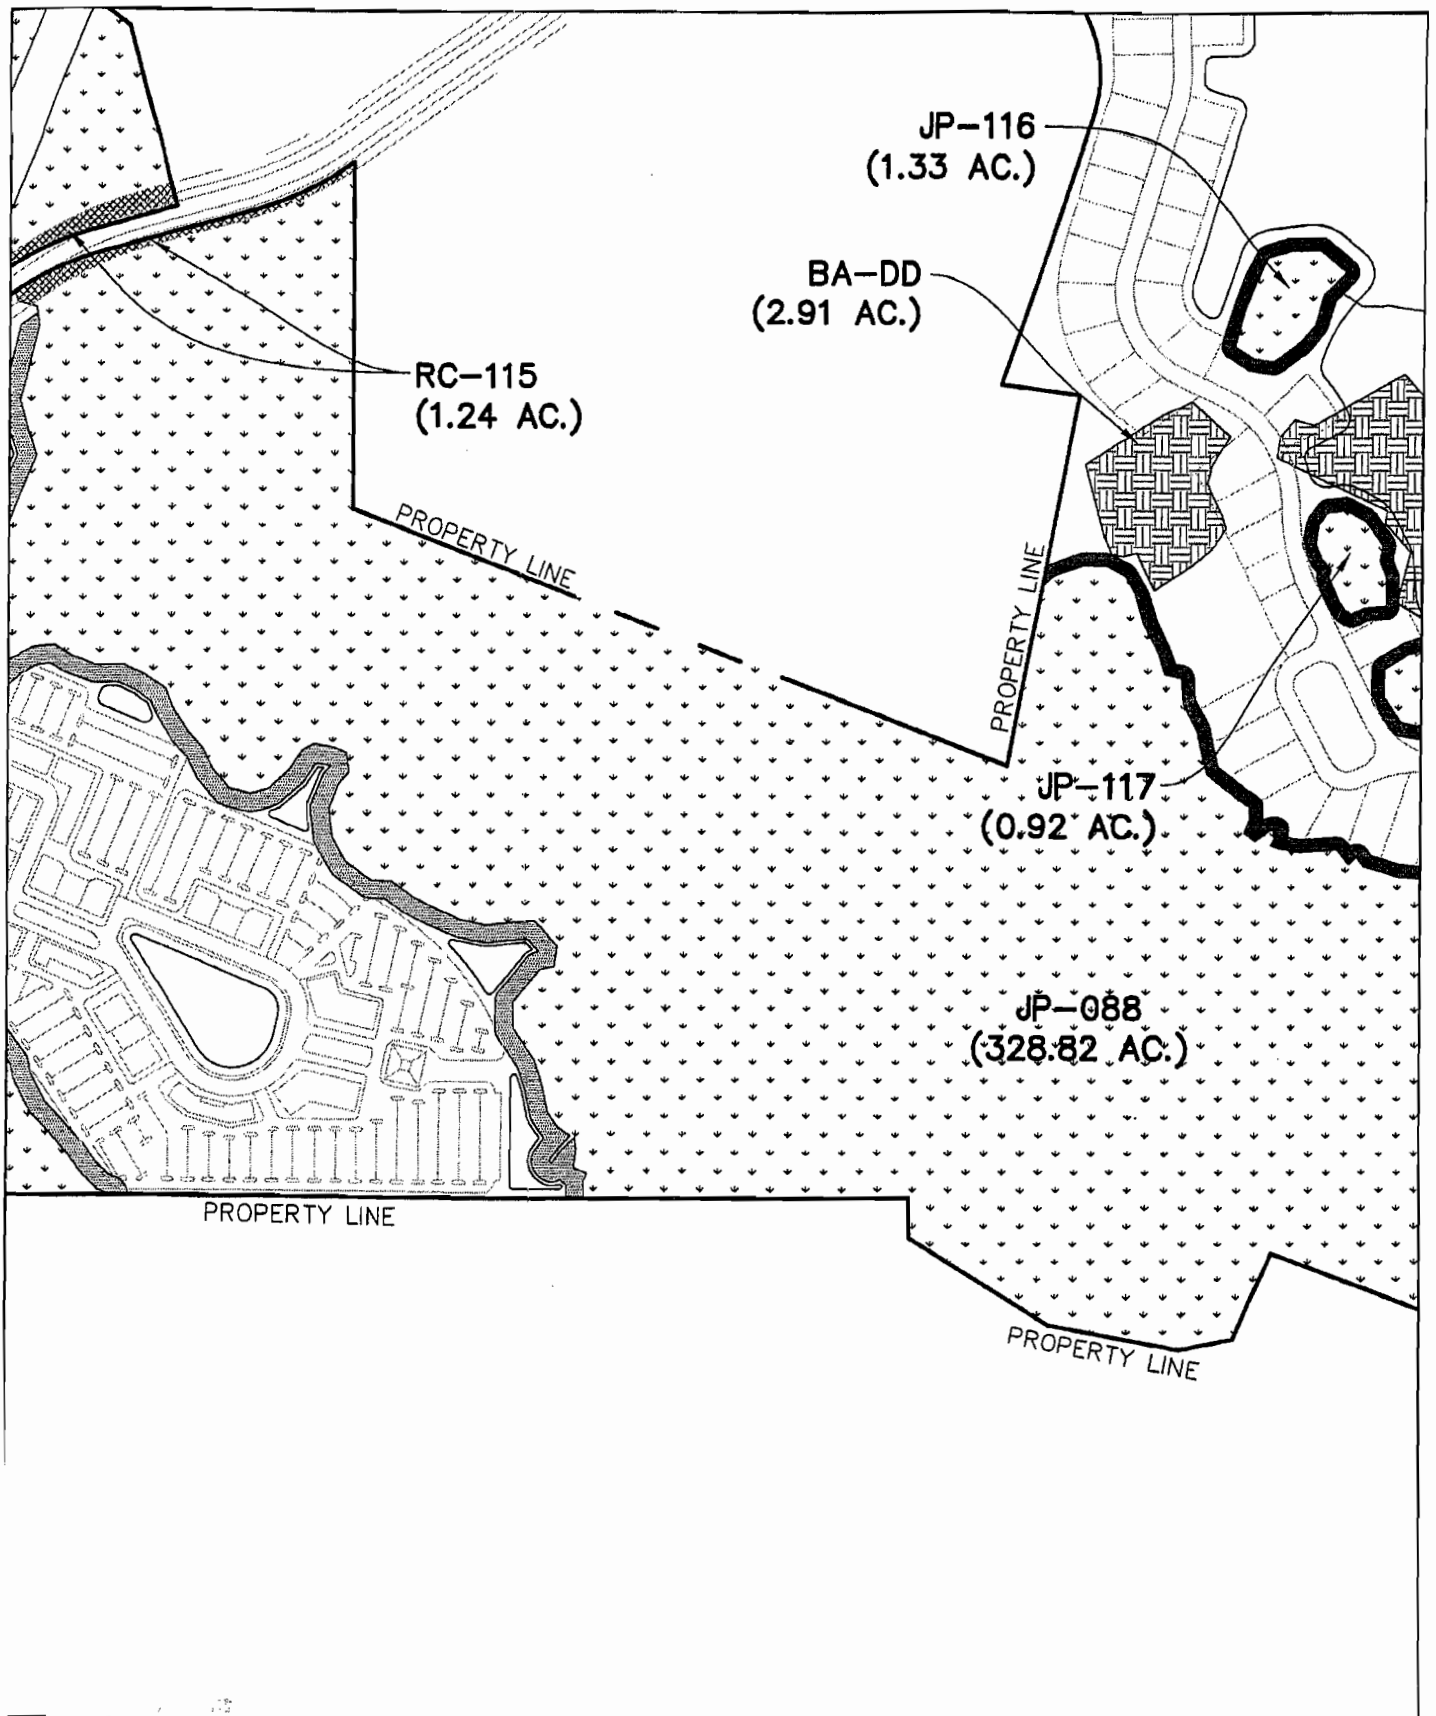 JP-116
(1.33 AC.)
BA-DD
(2.91 AC.)
RC-115
(1.24 AC.)
PROPERTY LINE
PROPERTY LINE
JP-117
(0.92 AC.)
JP-088
(328.82 AC.)
PROPERTY LINE
PROPERTY LINE